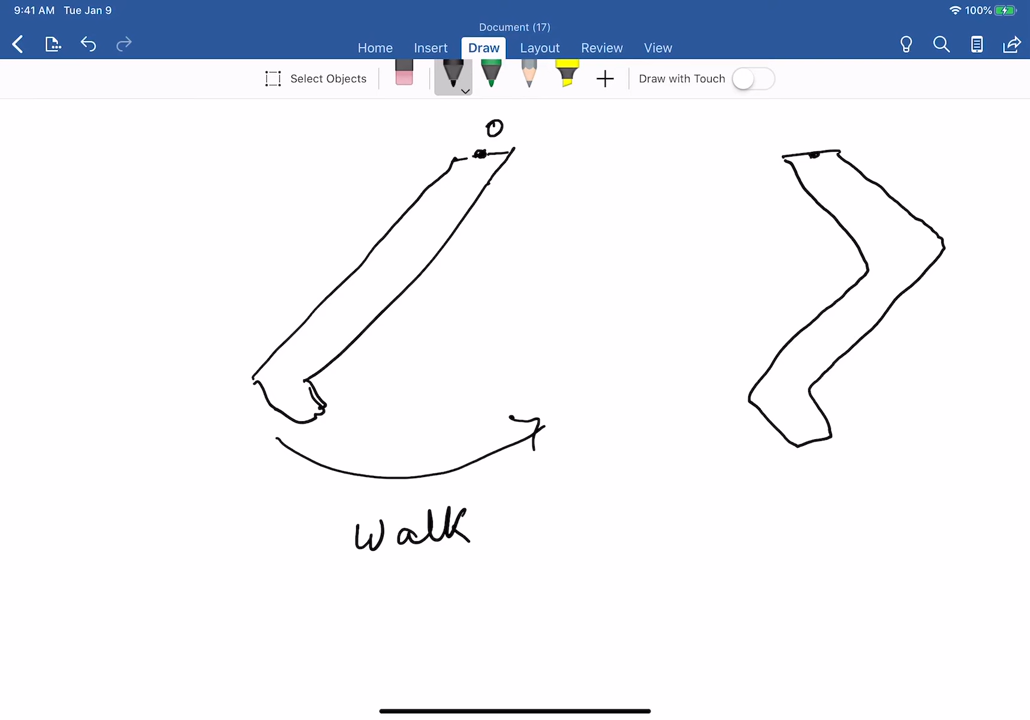 9:41 AM Tue Jan 9
100%
Document (17)
Home Insert Draw Layout Review View
Select Objects
Draw with Touch
O
Walk